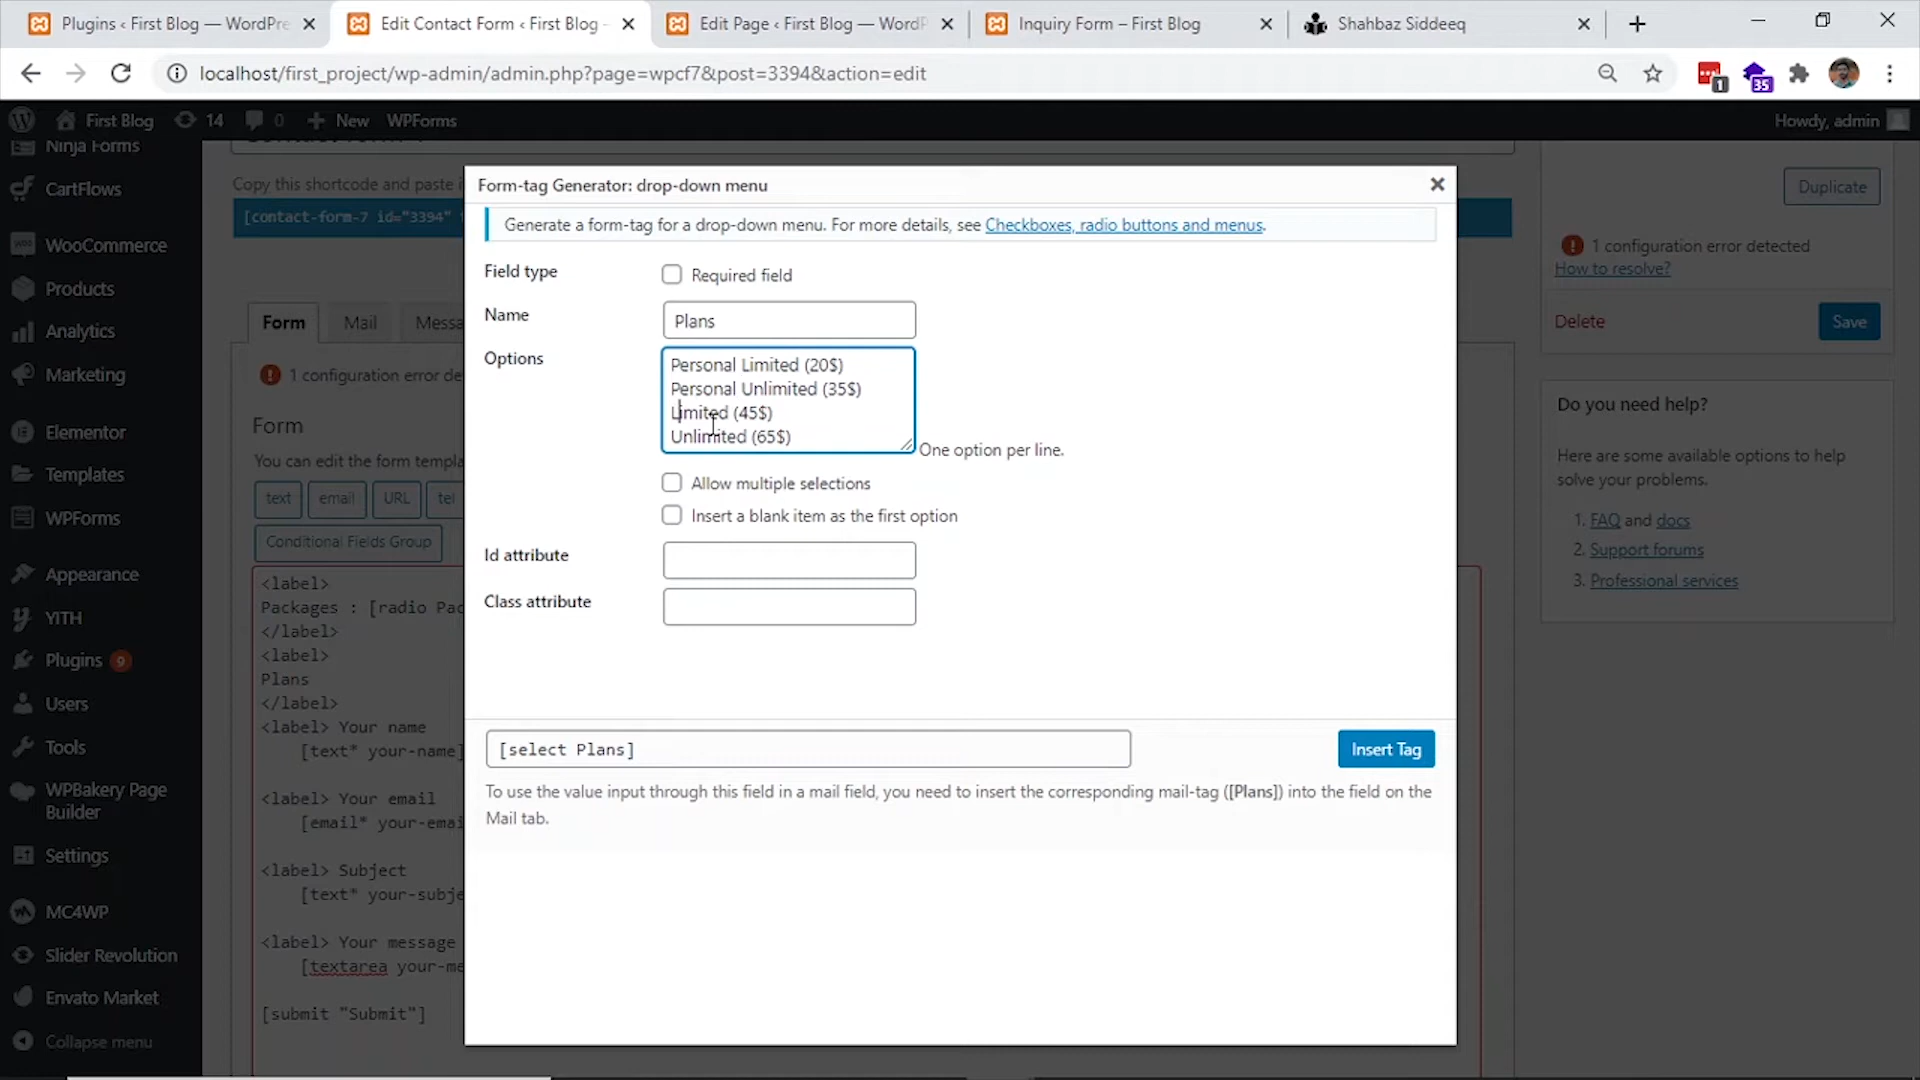 Plugins ‹ First Blog — WordPre
Edit Contact Form ‹ First Blog –
Edit Page ‹ First Blog — WordP
Inquiry Form – First Blog
Shahbaz Siddeeq
localhost/first_project/wp-admin/admin.php?page=wpcf7&post=3394&action=edit
1
35
First Blog
14
0
New
WPForms
Howdy, admin
Ninja Forms
CartFlows
WooCommerce
Products
Analytics
Marketing
Elementor
Templates
WPForms
Appearance
YITH
Plugins 9
Users
Tools
WPBakery Page
Builder
Settings
MC4WP
Slider Revolution
Envato Market
Collapse menu
Copy this shortcode and paste i
[contact-form-7 id="3394"
Form
Mail
Messa
1 configuration error de
Form
You can edit the form templa
text
email
URL
tel
Conditional Fields Group
<label>
Packages : [radio Pac
</label>
<label>
Plans
</label>
<label> Your name
[text* your-name]
<label> Your email
[email* your-emai
<label> Subject
[text* your-subje
<label> Your message
[textarea your-me
[submit "Submit"]
Form-tag Generator: drop-down menu
Generate a form-tag for a drop-down menu. For more details, see Checkboxes, radio buttons and menus.
Field type
Required field
Name
Plans
Options
Personal Limited (20$)
Personal Unlimited (35$)
Limited (45$)
Unlimited (65$)
One option per line.
Allow multiple selections
Insert a blank item as the first option
Id attribute
Class attribute
[select Plans]
Insert Tag
To use the value input through this field in a mail field, you need to insert the corresponding mail-tag ([Plans]) into the field on the
Mail tab.
Duplicate
1 configuration error detected
How to resolve?
Delete
Save
Do you need help?
Here are some available options to help
solve your problems.
1. FAQ and docs
2. Support forums
3. Professional services